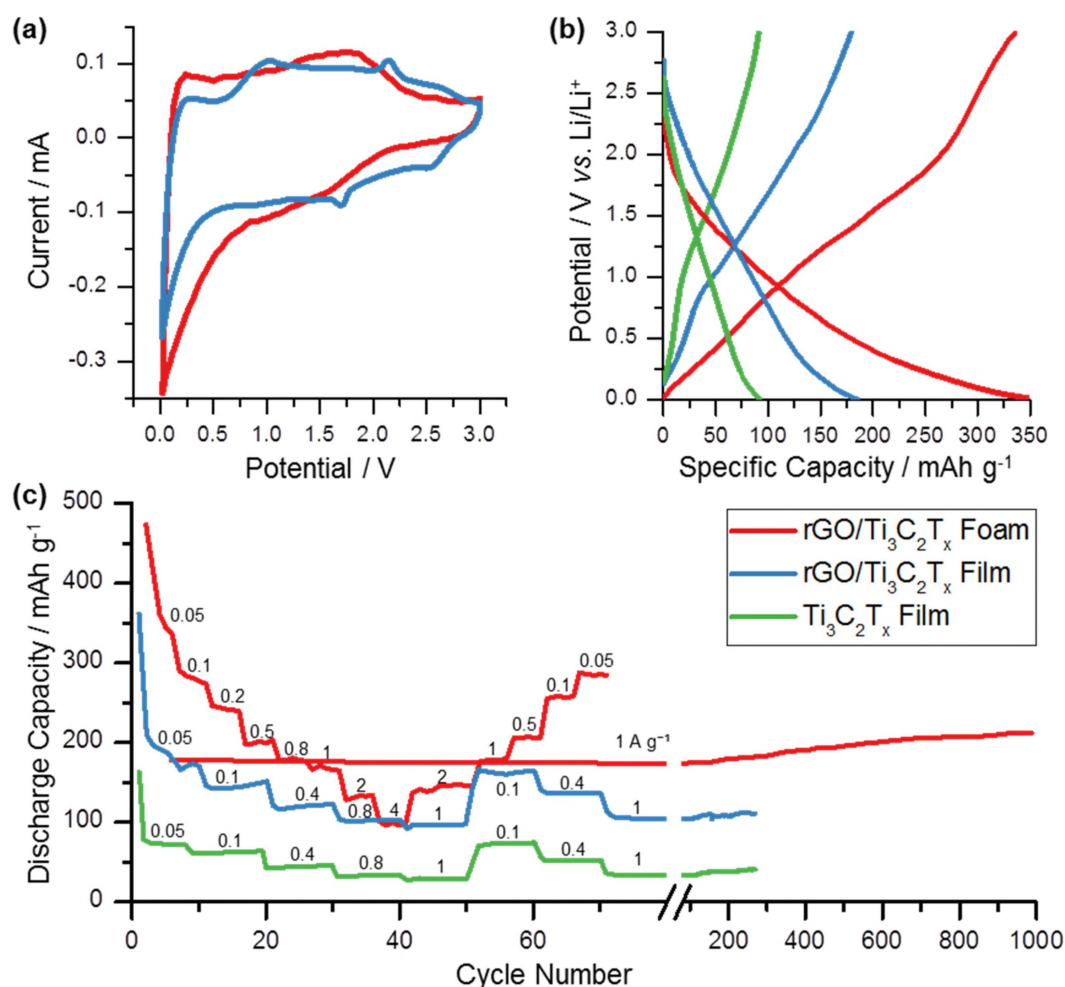 (a)
0.1
0.0
-0.1
-0.2
-0.3
Current / mA
0.0 0.5 1.0 1.5 2.0 2.5 3.0
Potential / V
(b)
3.0
2.5
2.0
1.5
1.0
0.5
0.0
Potential / V vs. Li/Li⁺
0 50 100 150 200 250 300 350
Specific Capacity / mAh g⁻¹
(c)
500
400
300
200
100
0
Discharge Capacity / mAh g⁻¹
rGO/Ti₃C₂Tₓ Foam
rGO/Ti₃C₂Tₓ Film
Ti₃C₂Tₓ Film
0.05 0.1 0.2 0.5 0.8 1 2 4 2 1 0.5 0.1 0.05
1 A g⁻¹
0.05 0.1 0.4 0.8 1 0.1 0.4 1
0.05 0.1 0.4 0.8 1 0.1 0.4 1
0 20 40 60 200 400 600 800 1000
Cycle Number